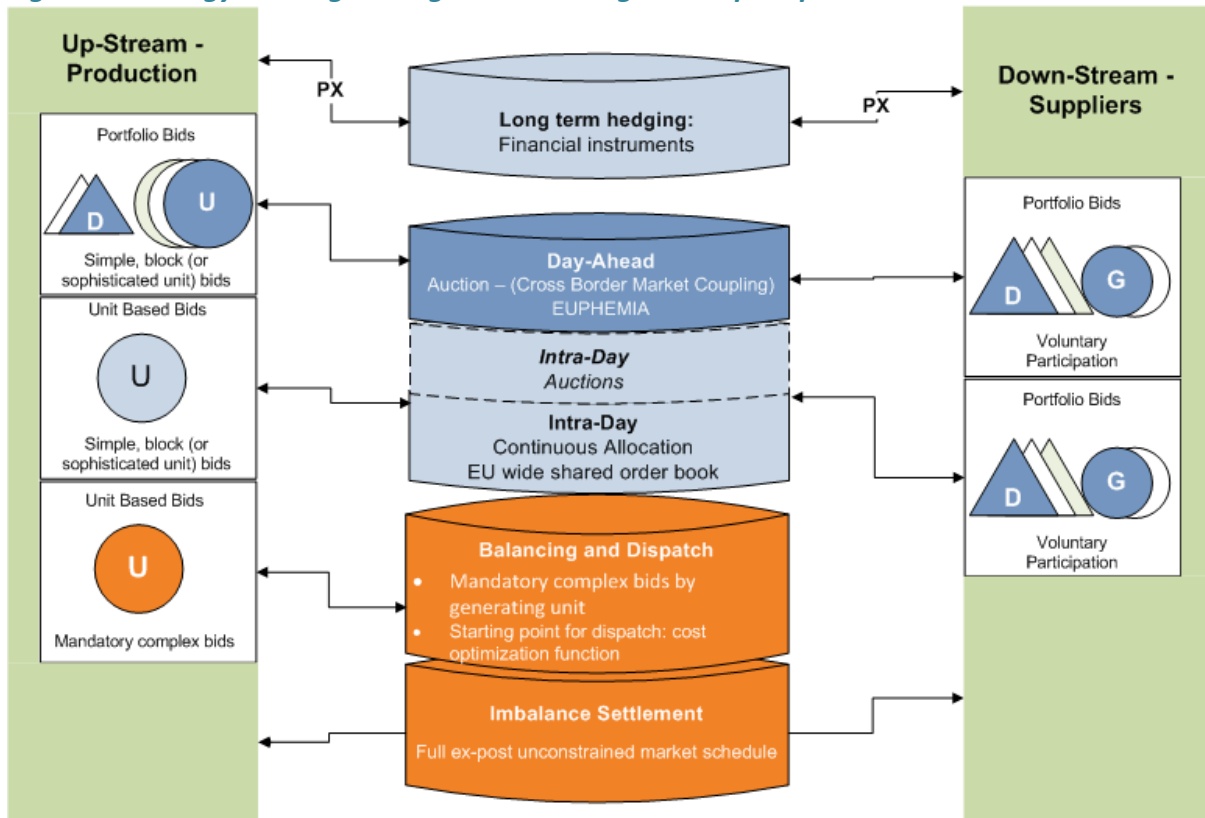 Up-Stream -
Production
Portfolio Bids
D
U
Simple, block (or
sophisticated unit) bids
Unit Based Bids
U
Simple, block (or
sophisticated unit) bids
Unit Based Bids
U
Mandatory complex bids
PX
Long term hedging:
Financial instruments
PX
Day-Ahead
Auction – (Cross Border Market Coupling)
EUPHEMIA
Intra-Day
Auctions
Intra-Day
Continuous Allocation
EU wide shared order book
Balancing and Dispatch
• Mandatory complex bids by
generating unit
• Starting point for dispatch: cost
optimization function
Imbalance Settlement
Full ex-post unconstrained market schedule
Down-Stream -
Suppliers
Portfolio Bids
D
G
Voluntary
Participation
Portfolio Bids
D
G
Voluntary
Participation